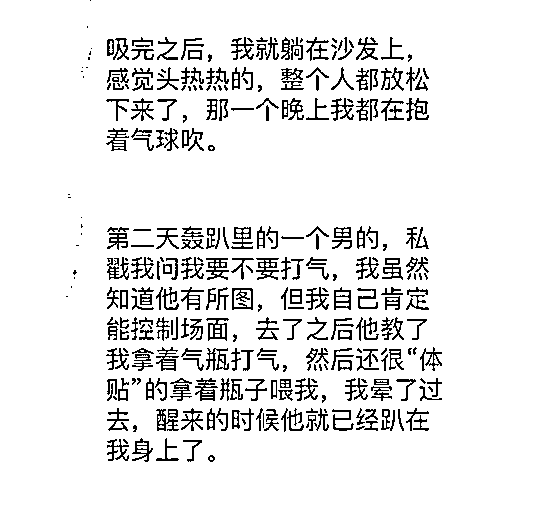 吸完之后，我就躺在沙发上，
感觉头热热的，整个人都放松
下来了，那一个晚上我都在抱
着气球吹。
第二天轰趴里的一个男的，私
戳我问我要不要打气，我虽然
知道他有所图，但我自己肯定
能控制场面，去了之后他教了
我拿着气瓶打气，然后还很“体
贴”的拿着瓶子喂我，我晕了过
去，醒来的时候他就已经趴在
我身上了。